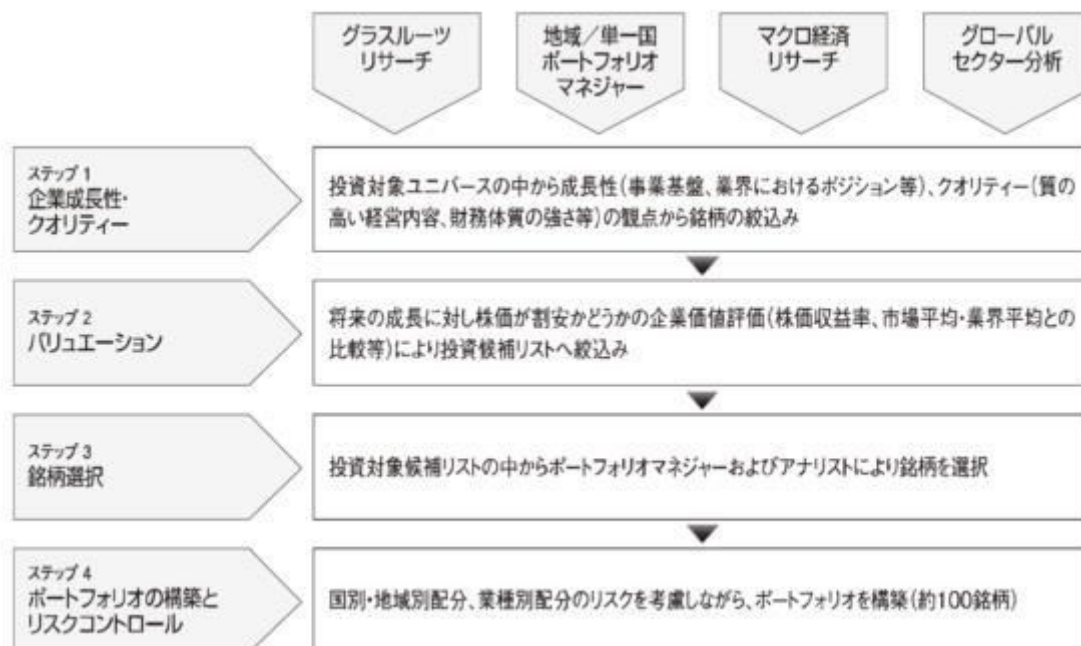 グラスルーツ
リサーチ
地域／単一国
ポートフォリオ
マネジャー
マクロ経済
リサーチ
グローバル
セクター分析
ステップ 1
企業成長性・
クオリティー
投資対象ユニバースの中から成長性(事業基盤、業界におけるポジション等)、クオリティー(質の
高い経営内容、財務体質の強さ等)の観点から銘柄の絞込み
ステップ 2
バリュエーション
将来の成長に対し株価が割安かどうかの企業価値評価(株価収益率、市場平均・業界平均との
比較等)により投資候補リストへ絞込み
ステップ 3
銘柄選択
投資対象候補リストの中からポートフォリオマネジャーおよびアナリストにより銘柄を選択
ステップ 4
ポートフォリオの構築と
リスクコントロール
国別・地域別配分、業種別配分のリスクを考慮しながら、ポートフォリオを構築(約100銘柄)